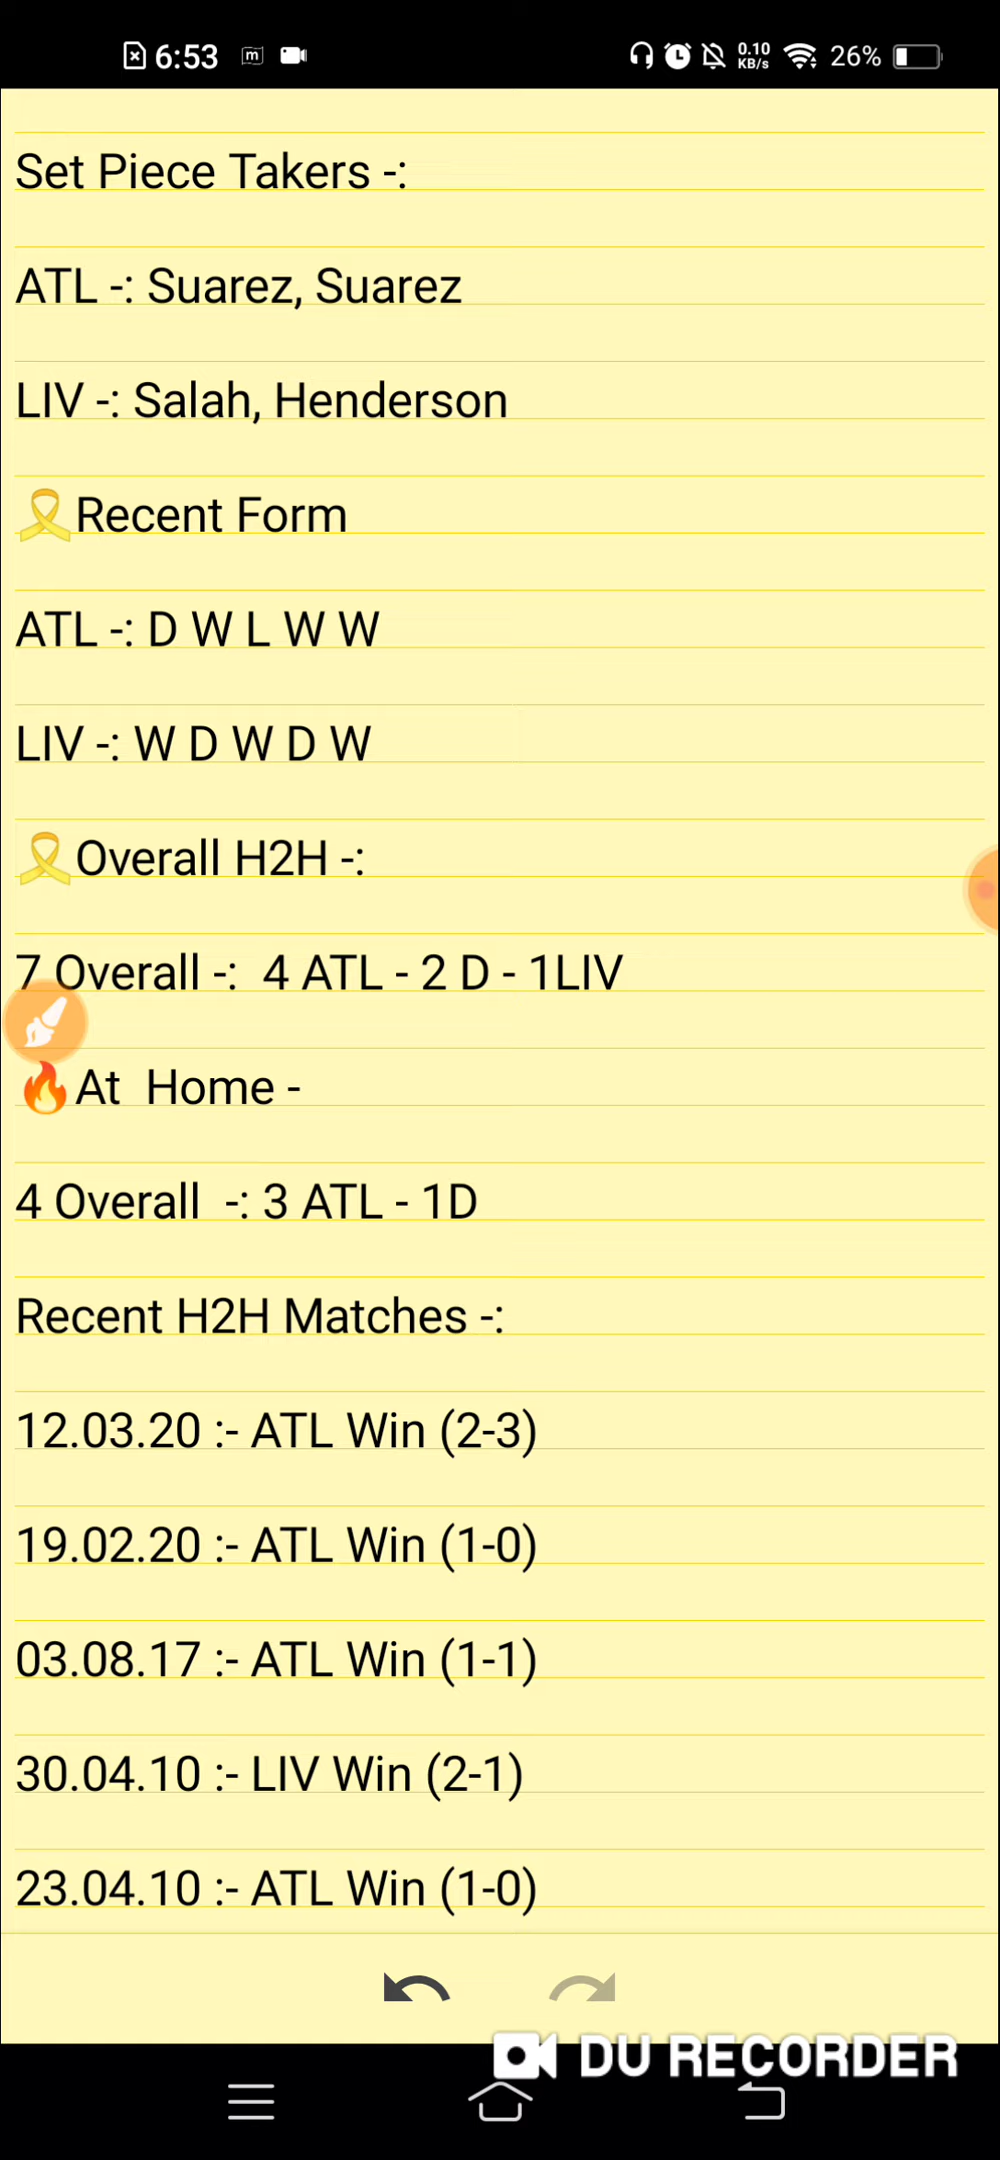 6:53 m 0.10 KB/s 26%
Set Piece Takers -:
ATL -: Suarez, Suarez
LIV -: Salah, Henderson
🎗Recent Form
ATL -: D W L W W
LIV -: W D W D W
🎗Overall H2H -:
7 Overall -: 4 ATL - 2 D - 1LIV
🔥At Home -
4 Overall -: 3 ATL - 1D
Recent H2H Matches -:
12.03.20 :- ATL Win (2-3)
19.02.20 :- ATL Win (1-0)
03.08.17 :- ATL Win (1-1)
30.04.10 :- LIV Win (2-1)
23.04.10 :- ATL Win (1-0)
DU RECORDER